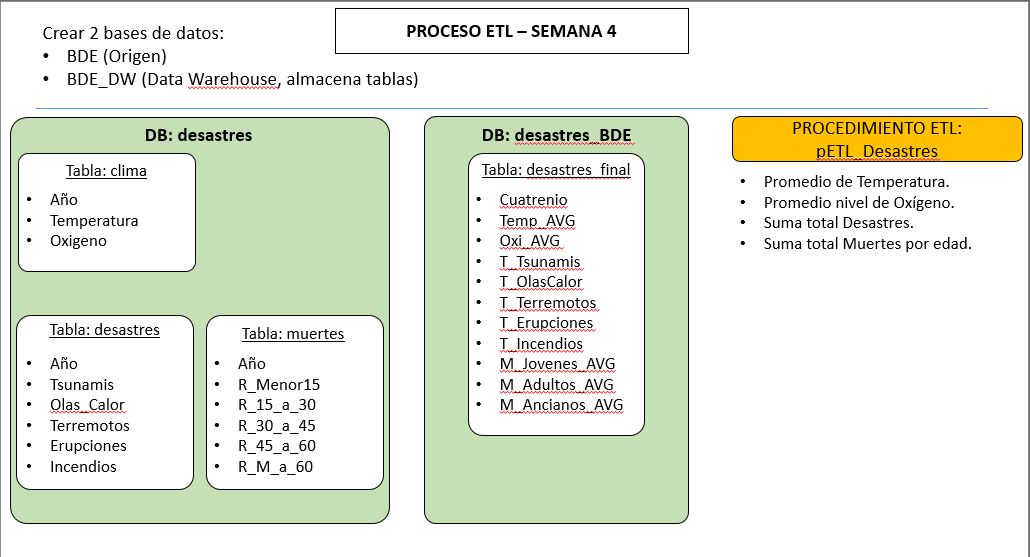 PROCESO ETL – SEMANA 4
Crear 2 bases de datos:
• BDE (Origen)
• BDE_DW (Data Warehouse, almacena tablas)
DB: desastres
Tabla: clima
• Año
• Temperatura
• Oxigeno
Tabla: desastres
• Año
• Tsunamis
• Olas_Calor
• Terremotos
• Erupciones
• Incendios
Tabla: muertes
• Año
• R_Menor15
• R_15_a_30
• R_30_a_45
• R_45_a_60
• R_M_a_60
DB: desastres_BDE
Tabla: desastres_final
• Cuatrenio
• Temp_AVG
• Oxi_AVG
• T_Tsunamis
• T_OlasCalor
• T_Terremotos
• T_Erupciones
• T_Incendios
• M_Jovenes_AVG
• M_Adultos_AVG
• M_Ancianos_AVG
PROCEDIMIENTO ETL:
pETL_Desastres
• Promedio de Temperatura.
• Promedio nivel de Oxígeno.
• Suma total Desastres.
• Suma total Muertes por edad.